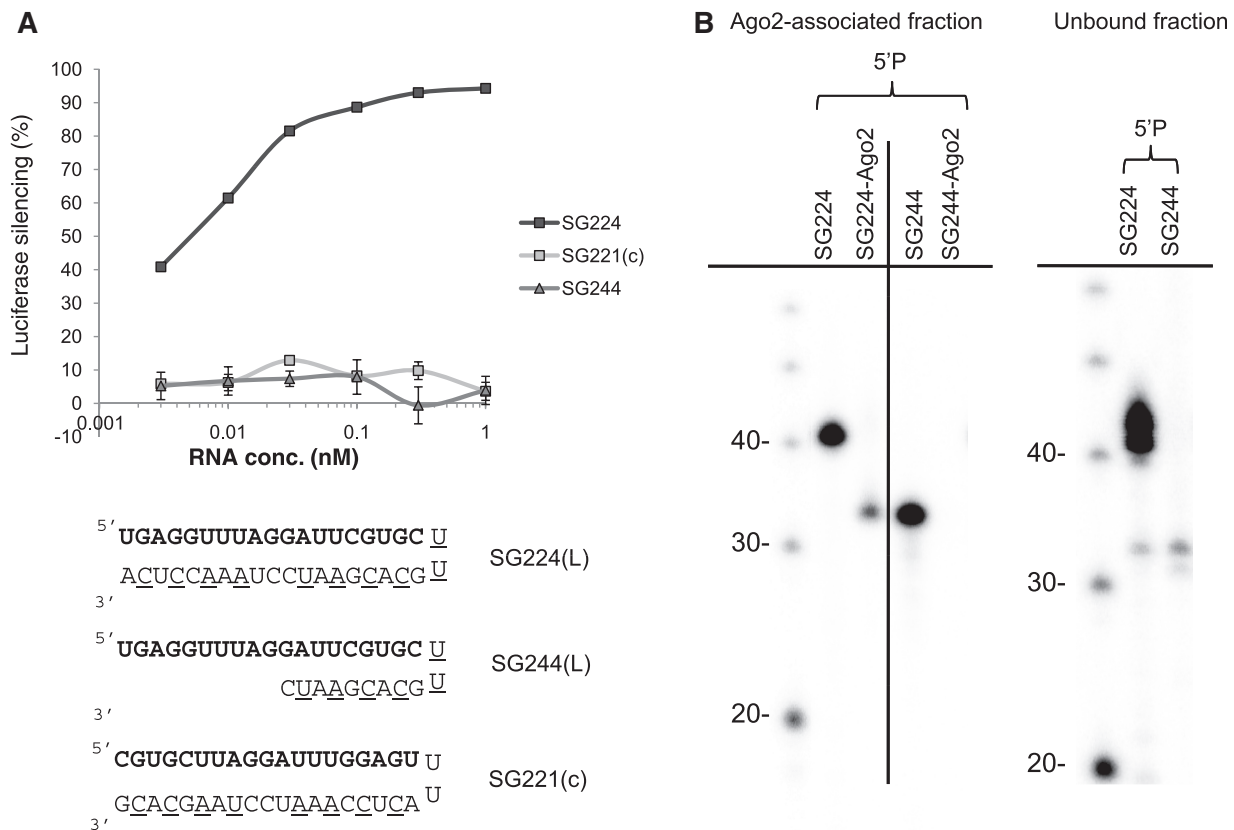 A
Luciferase silencing (%)
100
90
80
70
60
50
40
30
20
10
0
-10
0.001
0.01
0.1
1
RNA conc. (nM)
SG224
SG221(c)
SG244
5′ UGAGGUUUAGGAUUCGUGC U
ACUCCAAAUCCUAAGCACG U
3′
SG224(L)
5′ UGAGGUUUAGGAUUCGUGC U
CUAAGCACG U
3′
SG244(L)
5′ CGUGCUUAGGAUUUGGAGU U
GCACGAAUCCUAAACCUCA U
3′
SG221(c)
B
Ago2-associated fraction
5’P
SG224
SG224-Ago2
SG244
SG244-Ago2
40-
30-
20-
Unbound fraction
5’P
SG224
SG244
40-
30-
20-